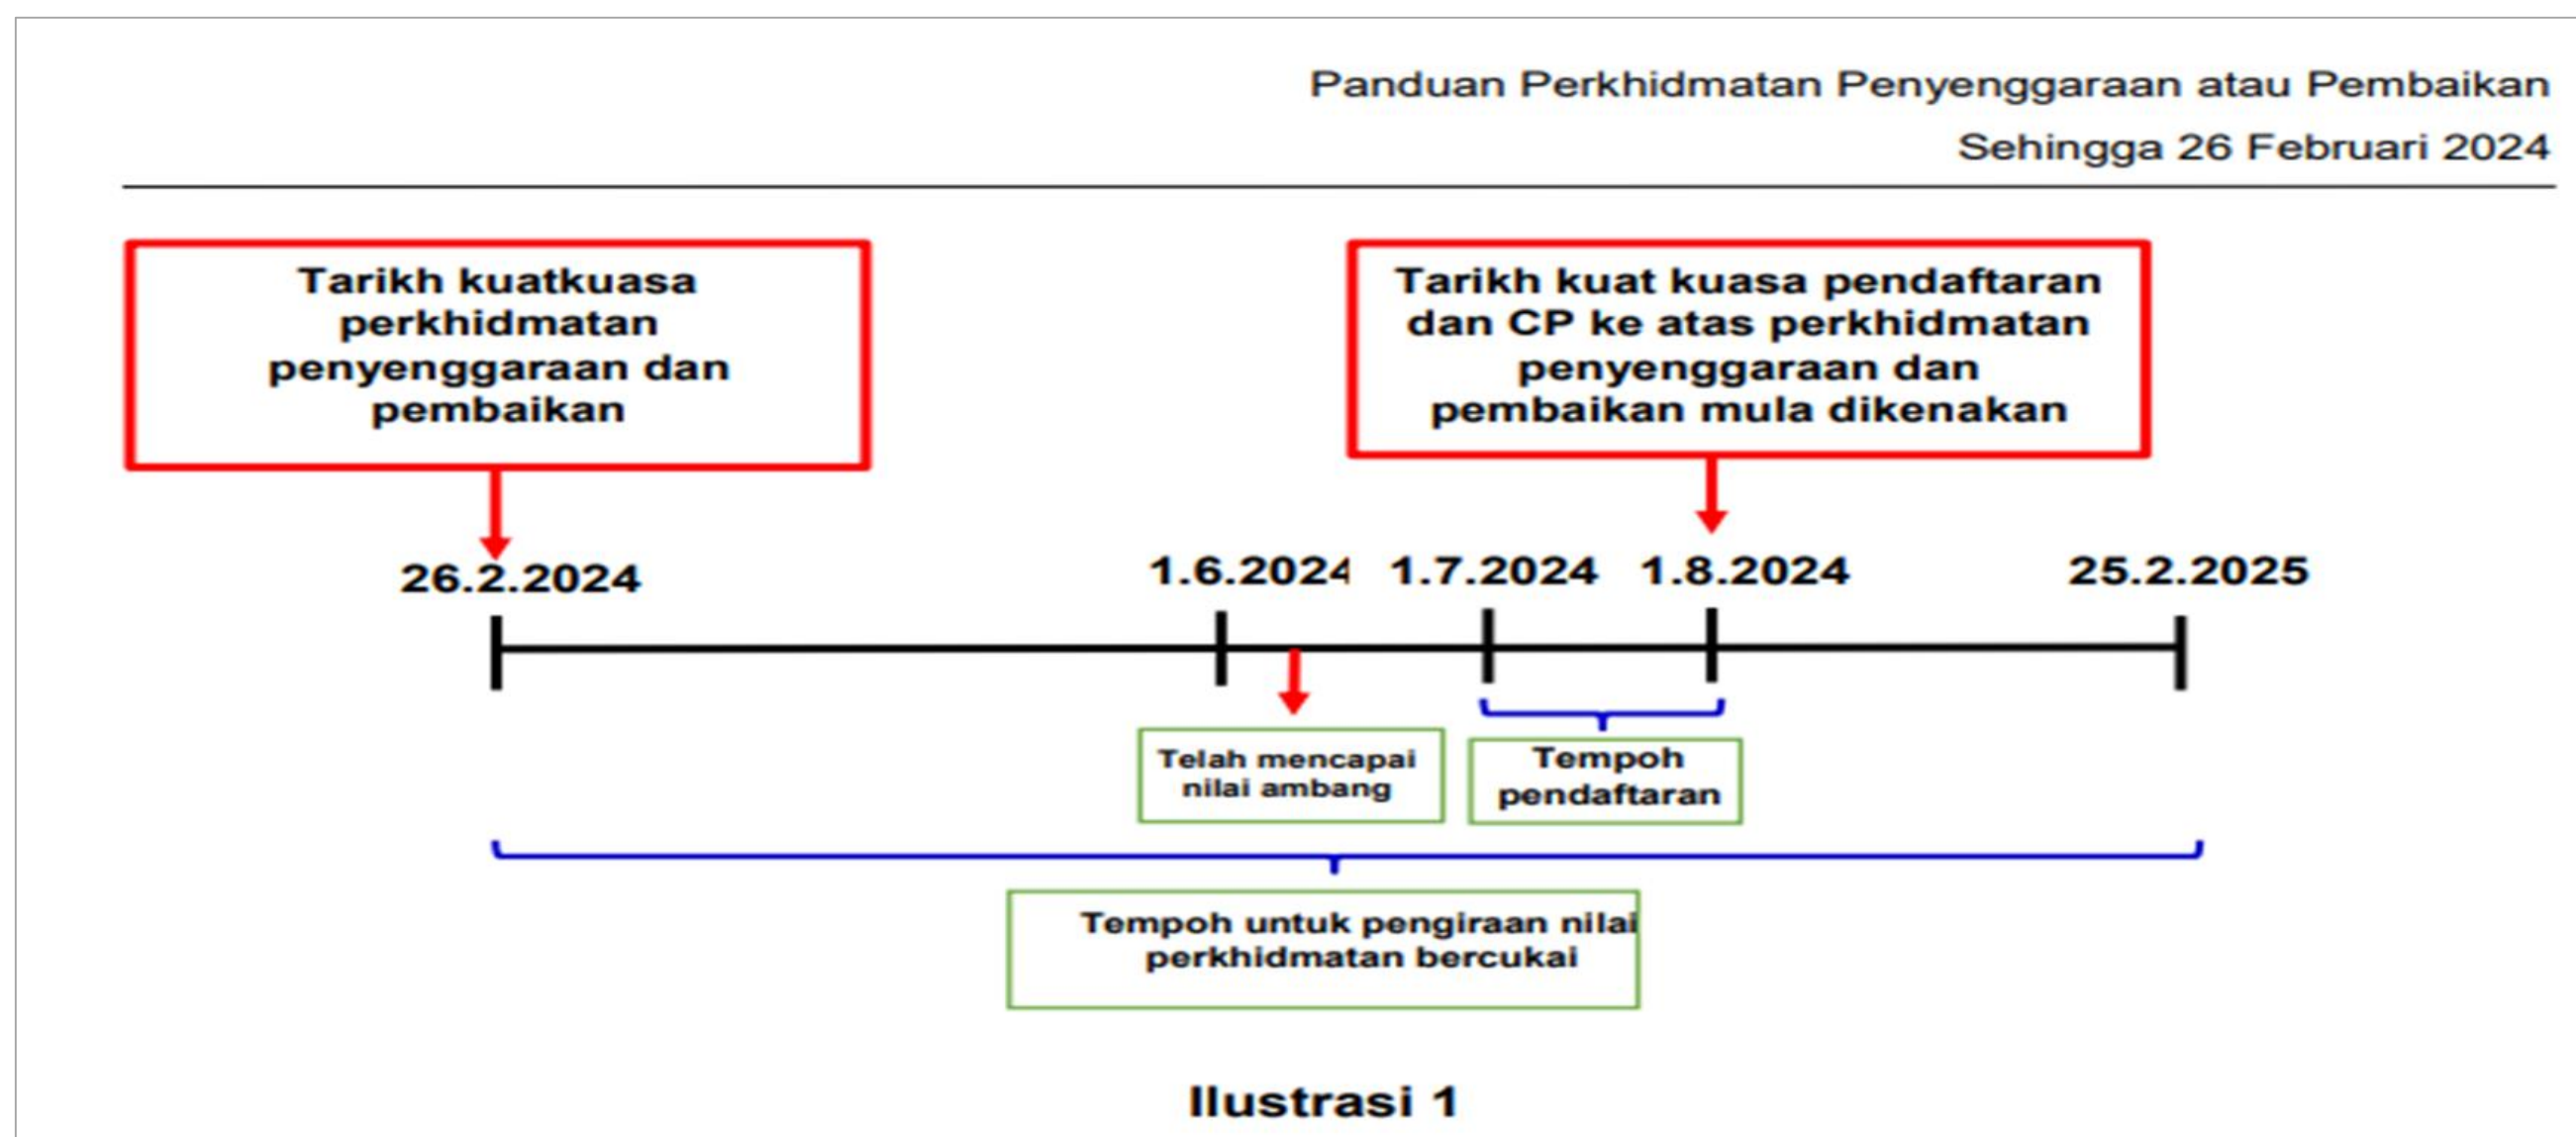 Panduan Perkhidmatan Penyenggaraan atau Pembaikan
Sehingga 26 Februari 2024
Tarikh kuatkuasa
perkhidmatan
penyenggaraan dan
pembaikan
Tarikh kuat kuasa pendaftaran
dan CP ke atas perkhidmatan
penyenggaraan dan
pembaikan mula dikenakan
26.2.2024
1.6.2024
1.7.2024
1.8.2024
25.2.2025
Telah mencapai
nilai ambang
Tempoh
pendaftaran
Tempoh untuk pengiraan nilai
perkhidmatan bercukai
Ilustrasi 1